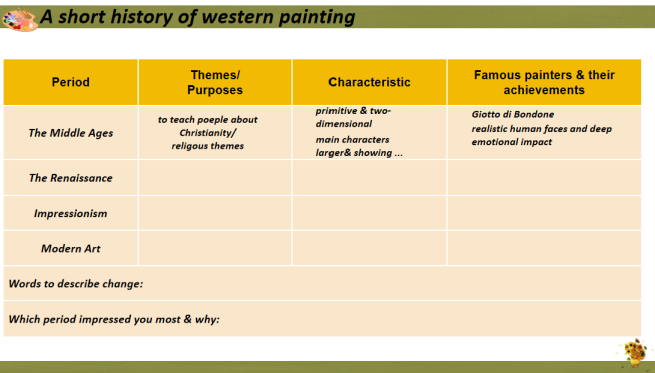 A short history of western painting
Period
Themes/
Purposes
Characteristic
Famous painters & their
achievements
The Middle Ages
to teach poeple about
Christianity/
religous themes
primitive & two-
dimensional
main characters
larger& showing ...
Giotto di Bondone
realistic human faces and deep
emotional impact
The Renaissance
Impressionism
Modern Art
Words to describe change:
Which period impressed you most & why: